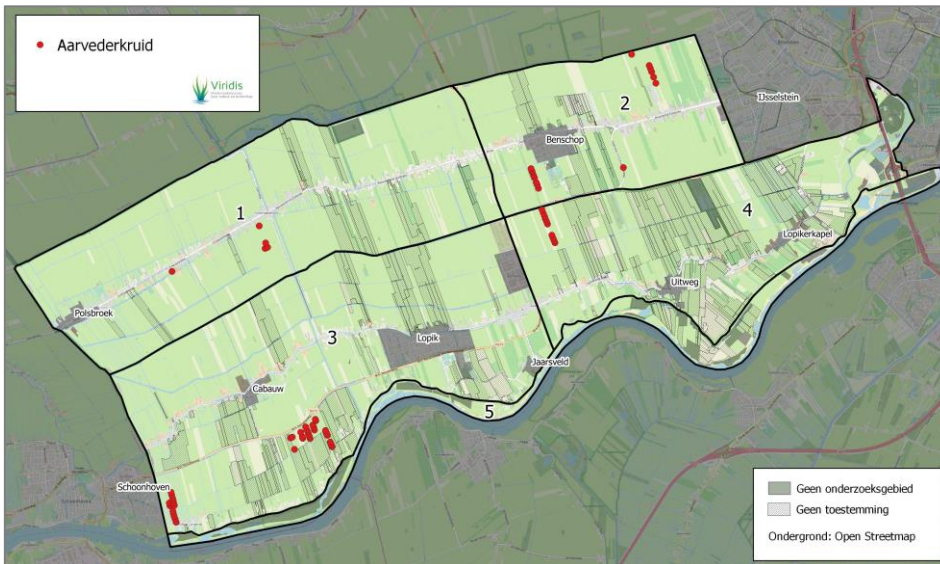 Aarvederkruid
Viridis
2
IJsselstein
Benschop
1
4
Lopikerkapel
Polsbroek
Uitweg
3
Lopik
Jaarsveld
Cabauw
5
Schoonhoven
Geen onderzoeksgebied
Geen toestemming
Ondergrond: Open Streetmap